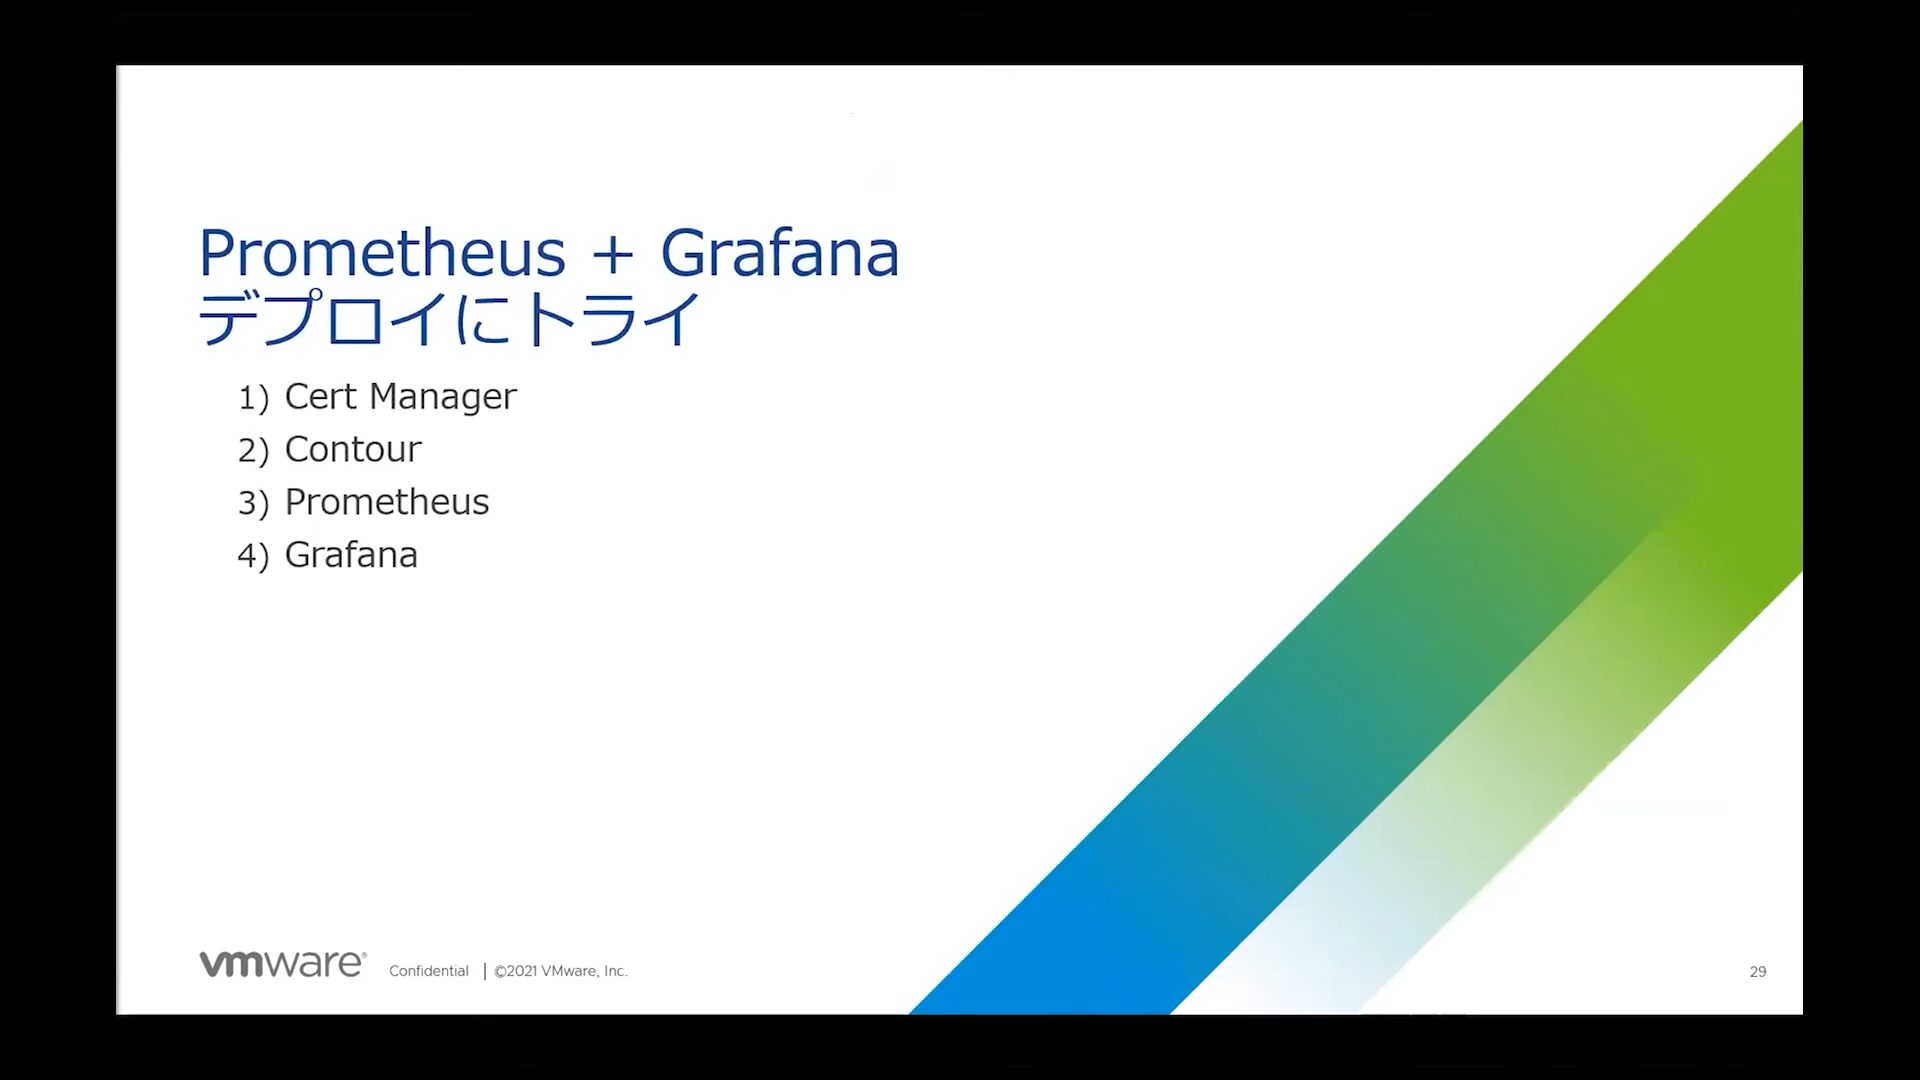 Prometheus + Grafana
デプロイにトライ
1) Cert Manager
2) Contour
3) Prometheus
4) Grafana
vmware® Confidential | ©2021 VMware, Inc.
29